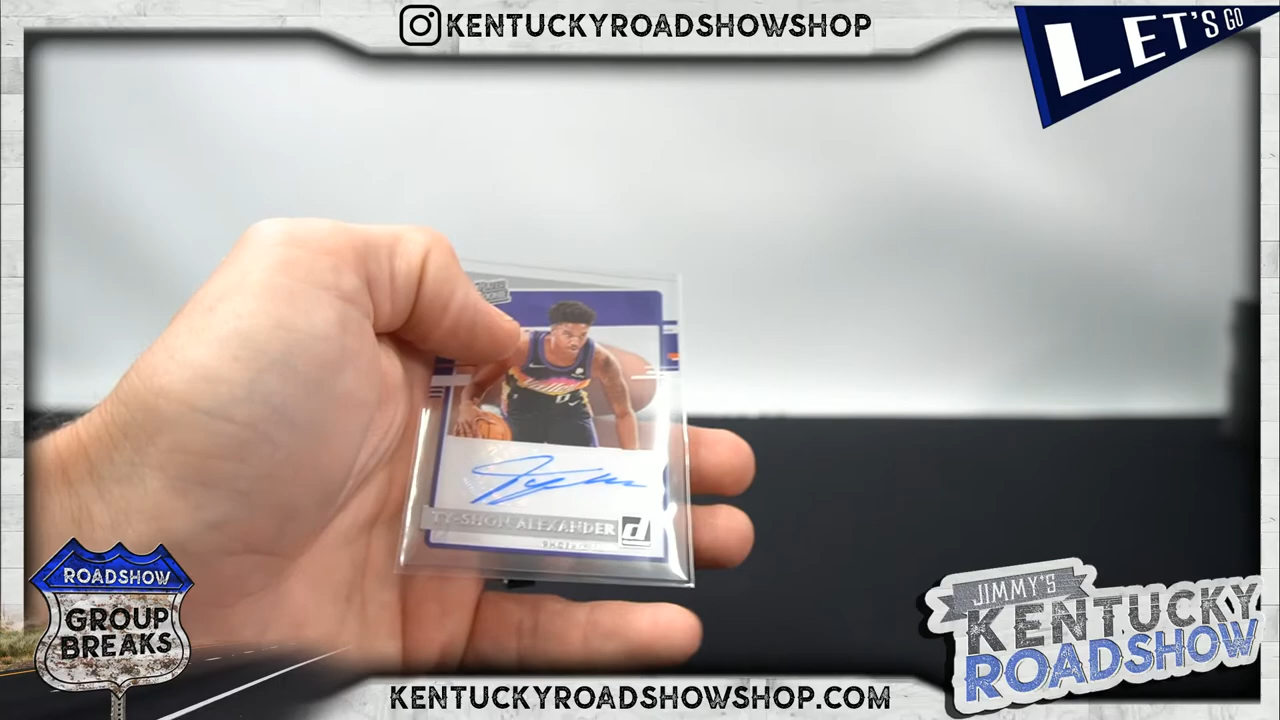 KENTUCKYROADSHOWSHOP
LET'S GO
TY-SHON ALEXANDER
d
ROADSHOW
GROUP
BREAKS
JIMMY'S
KENTUCKY
ROADSHOW
KENTUCKYROADSHOWSHOP.COM